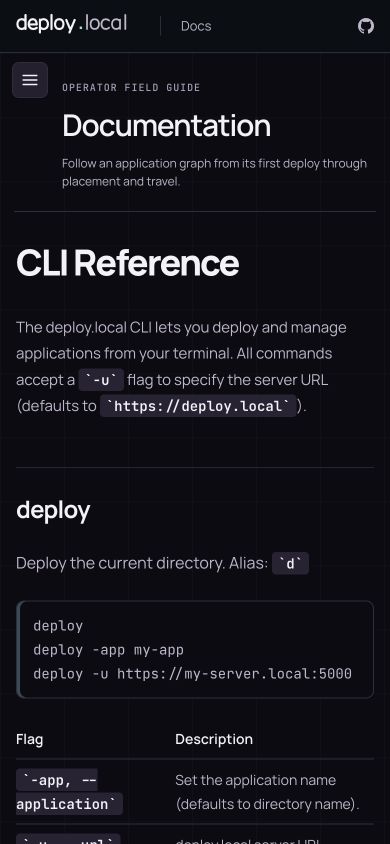 deploy.local
Docs
OPERATOR FIELD GUIDE
Documentation
Follow an application graph from its first deploy through
placement and travel.
CLI Reference
The deploy.local CLI lets you deploy and manage
applications from your terminal. All commands
accept a `-u` flag to specify the server URL
(defaults to `https://deploy.local`).
deploy
Deploy the current directory. Alias: `d`
deploy
deploy -app my-app
deploy -u https://my-server.local:5000
Flag
Description
`-app, --
application`
Set the application name
(defaults to directory name).